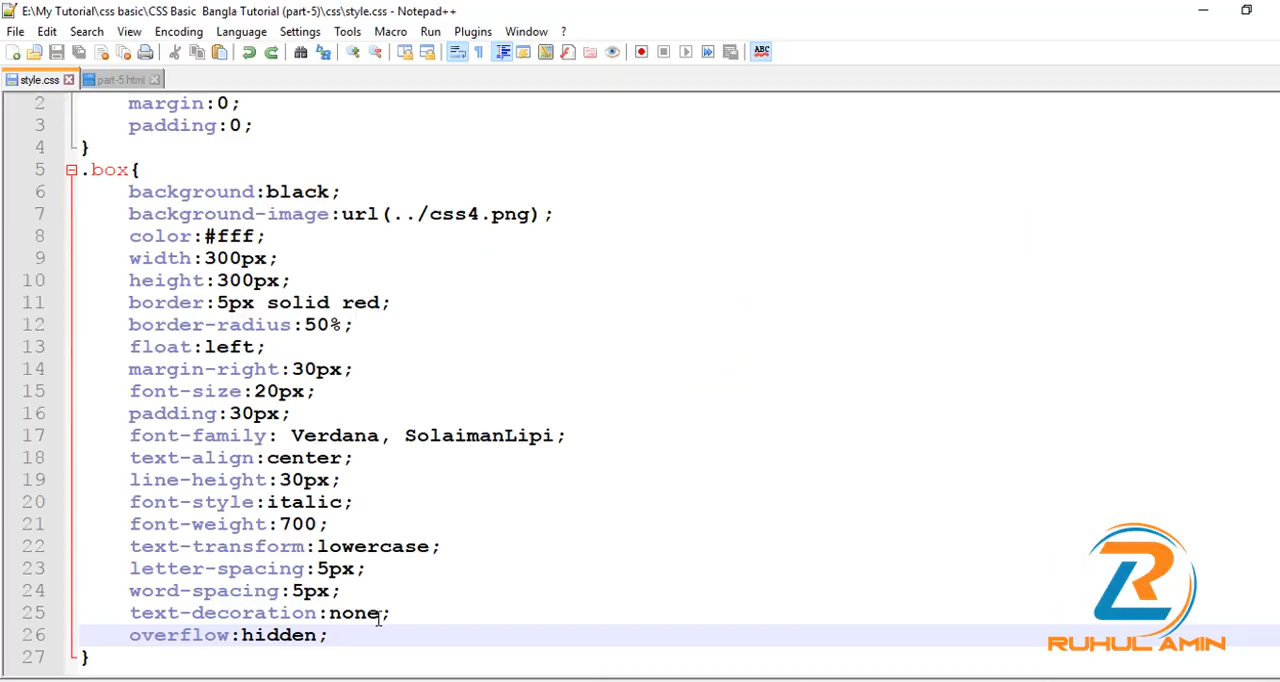 E:\My Tutorial\css basic\CSS Basic  Bangla Tutorial (part-5)\css\style.css - Notepad++
File Edit Search View Encoding Language Settings Tools Macro Run Plugins Window ?
ABC
style.css part-5.html
2 margin:0;
3 padding:0;
4 }
5 .box{
6 background:black;
7 background-image:url(../css4.png);
8 color:#fff;
9 width:300px;
10 height:300px;
11 border:5px solid red;
12 border-radius:50%;
13 float:left;
14 margin-right:30px;
15 font-size:20px;
16 padding:30px;
17 font-family: Verdana, SolaimanLipi;
18 text-align:center;
19 line-height:30px;
20 font-style:italic;
21 font-weight:700;
22 text-transform:lowercase;
23 letter-spacing:5px;
24 word-spacing:5px;
25 text-decoration:none;
26 overflow:hidden;
27 }
RUHUL AMIN